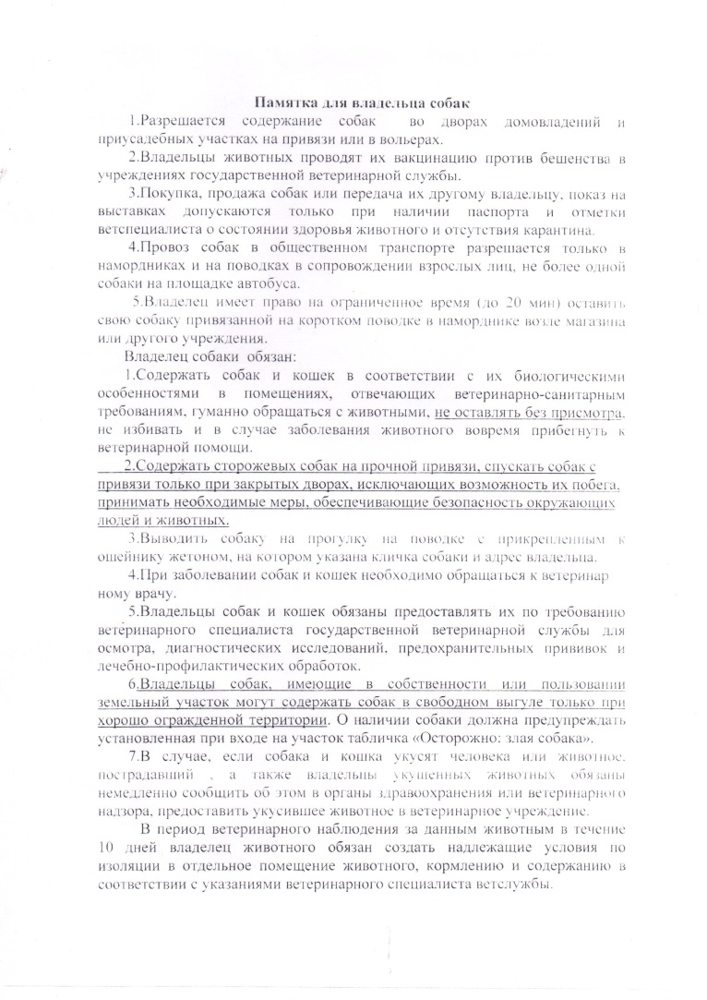 Памятка для владельца собак
1.Разрешается содержание собак во дворах домовладений и
приусадебных участках на привязи или в вольерах.
2.Владельцы животных проводят их вакцинацию против бешенства в
учреждениях государственной ветеринарной службы.
3.Покупка, продажа собак или передача их другому владельцу, показ на
выставках допускаются только при наличии паспорта и отметки
ветспециалиста о состоянии здоровья животного и отсутствия карантина.
4.Провоз собак в общественном транспорте разрешается только в
намордниках и на поводках в сопровождении взрослых лиц, не более одной
собаки на площадке автобуса.
5.Владелец имеет право на ограниченное время (до 20 мин) оставить
свою собаку привязанной на коротком поводке в наморднике возле магазина
или другого учреждения.
Владелец собаки обязан:
1.Содержать собак и кошек в соответствии с их биологическими
особенностями в помещениях, отвечающих ветеринарно-санитарным
требованиям, гуманно обращаться с животными, не оставлять без присмотра,
не избивать и в случае заболевания животного вовремя прибегнуть к
ветеринарной помощи.
2.Содержать сторожевых собак на прочной привязи, спускать собак с
привязи только при закрытых дворах, исключающих возможность их побега,
принимать необходимые меры, обеспечивающие безопасность окружающих
людей и животных.
3.Выводить собаку на прогулку на поводке с прикрепленным к
ошейнику жетоном, на котором указана кличка собаки и адрес владельца.
4.При заболевании собак и кошек необходимо обращаться к ветеринар
ному врачу.
5.Владельцы собак и кошек обязаны предоставлять их по требованию
ветеринарного специалиста государственной ветеринарной службы для
осмотра, диагностических исследований, предохранительных прививок и
лечебно-профилактических обработок.
6.Владельцы собак, имеющие в собственности или пользовании
земельный участок могут содержать собак в свободном выгуле только при
хорошо огражденной территории. О наличии собаки должна предупреждать
установленная при входе на участок табличка «Осторожно: злая собака».
7.В случае, если собака и кошка укусят человека или животное,
пострадавший , а также владельцы укушенных животных обязаны
немедленно сообщить об этом в органы здравоохранения или ветеринарного
надзора, предоставить укусившее животное в ветеринарное учреждение.
В период ветеринарного наблюдения за данным животным в течение
10 дней владелец животного обязан создать надлежащие условия по
изоляции в отдельное помещение животного, кормлению и содержанию в
соответствии с указаниями ветеринарного специалиста ветслужбы.